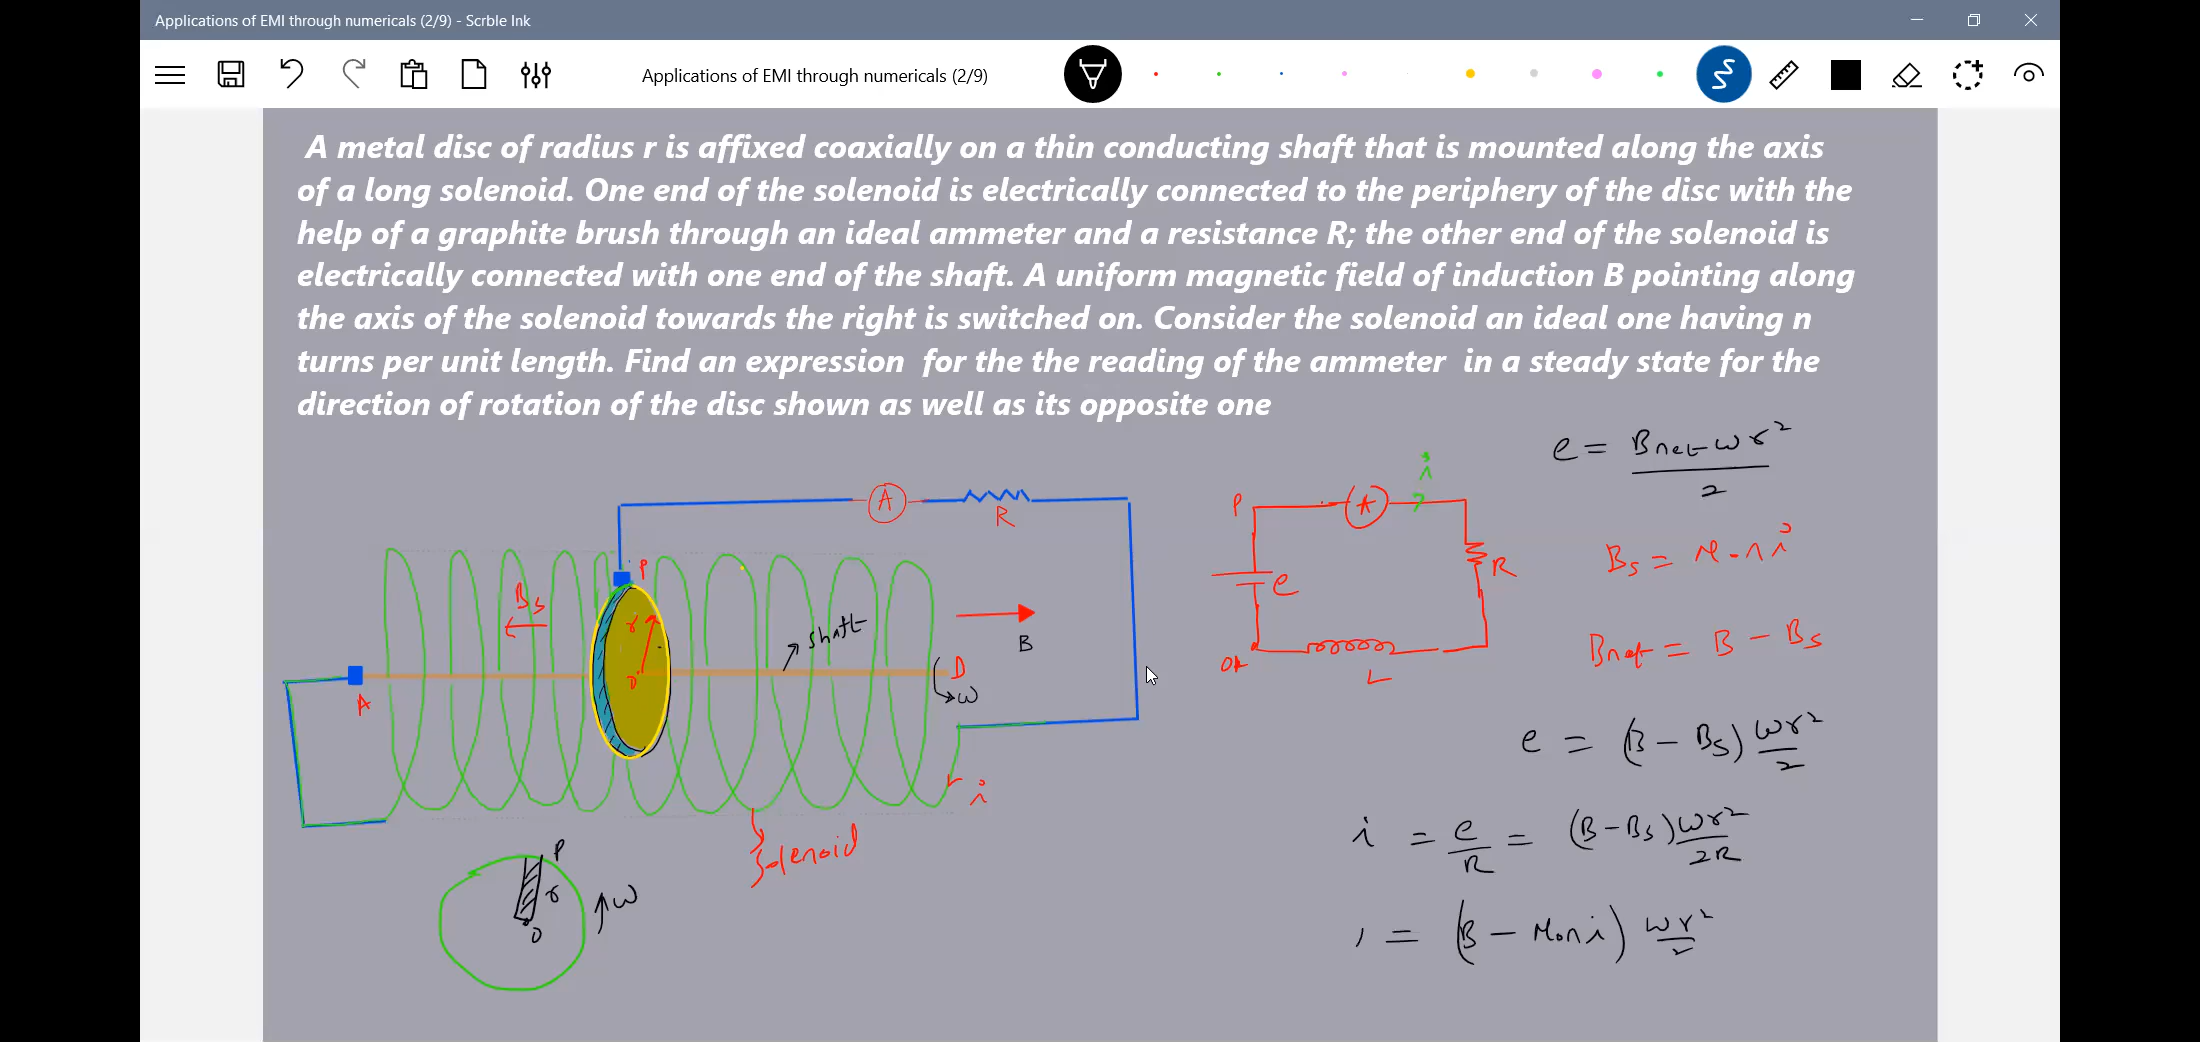 Applications of EMI through numericals (2/9) - Scrble Ink
Applications of EMI through numericals (2/9)
A metal disc of radius r is affixed coaxially on a thin conducting shaft that is mounted along the axis
of a long solenoid. One end of the solenoid is electrically connected to the periphery of the disc with the
help of a graphite brush through an ideal ammeter and a resistance R; the other end of the solenoid is
electrically connected with one end of the shaft. A uniform magnetic field of induction B pointing along
the axis of the solenoid towards the right is switched on. Consider the solenoid an ideal one having n
turns per unit length. Find an expression for the the reading of the ammeter in a steady state for the
direction of rotation of the disc shown as well as its opposite one
e = Bnet ω r² / 2
A
R
P
A
i
R
e
L
Bs = μ₀ n i
Bnet = B - Bs
P
Bs
r
O
shaft
B
D
ω
A
i
solenoid
e = (B - Bs) ωr² / 2
i = e / R = (B - Bs) ωr² / 2R
= (B - μ₀ n i) ωr² / 2
P
r
O
ω